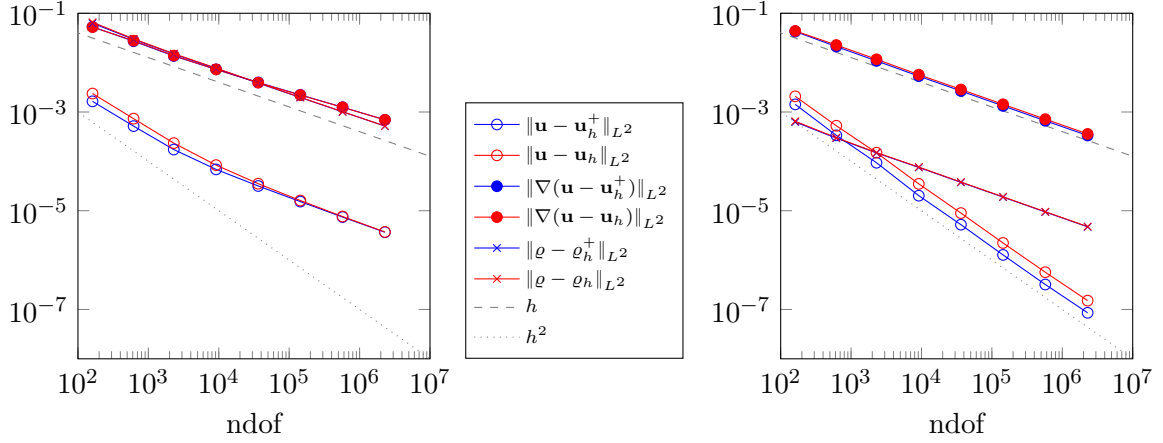 10^{-1}
10^{-3}
10^{-5}
10^{-7}
10^2 10^3 10^4 10^5 10^6 10^7
ndof
‖u − u_h^+‖_{L^2}
‖u − u_h‖_{L^2}
‖∇(u − u_h^+)‖_{L^2}
‖∇(u − u_h)‖_{L^2}
‖ϱ − ϱ_h^+‖_{L^2}
‖ϱ − ϱ_h‖_{L^2}
h
h^2
10^{-1}
10^{-3}
10^{-5}
10^{-7}
10^2 10^3 10^4 10^5 10^6 10^7
ndof